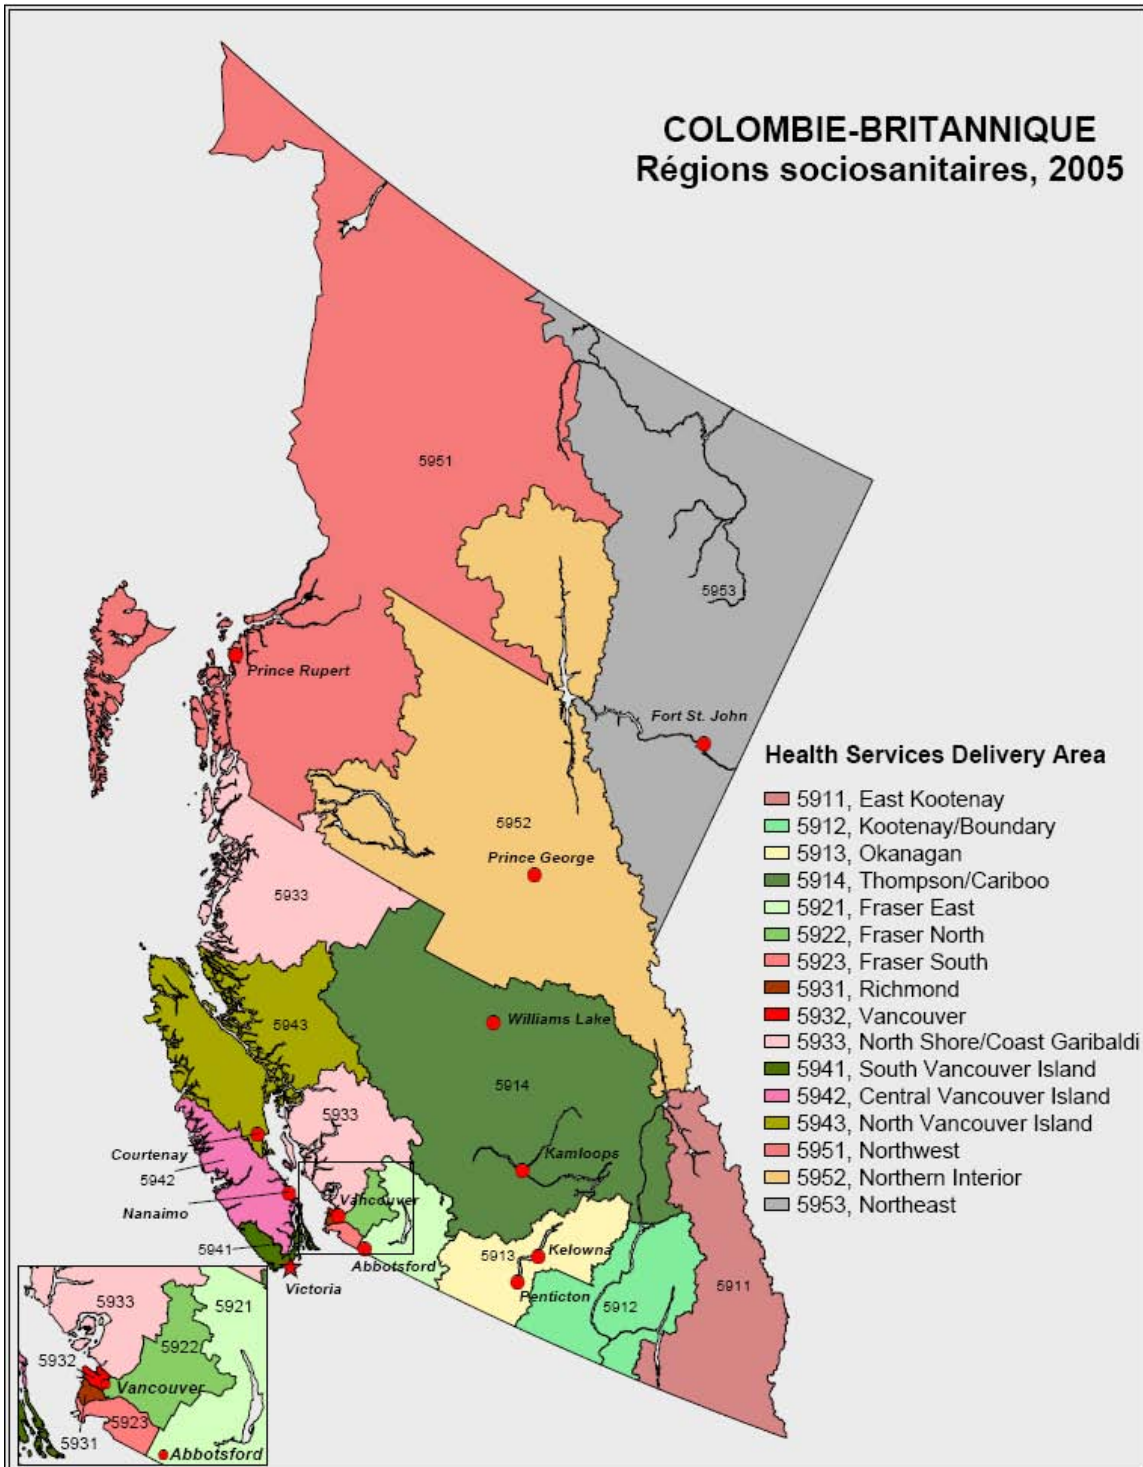 COLOMBIE-BRITANNIQUE
Régions sociosanitaires, 2005
5951
5953
Prince Rupert
Fort St. John
Health Services Delivery Area
5911, East Kootenay
5912, Kootenay/Boundary
5913, Okanagan
5914, Thompson/Cariboo
5921, Fraser East
5922, Fraser North
5923, Fraser South
5931, Richmond
5932, Vancouver
5933, North Shore/Coast Garibaldi
5941, South Vancouver Island
5942, Central Vancouver Island
5943, North Vancouver Island
5951, Northwest
5952, Northern Interior
5953, Northeast
5952
Prince George
5933
Williams Lake
5943
5914
5933
Courtenay
5942
Kamloops
Nanaimo
Vancouver
5941
Abbotsford
5913
Kelowna
Victoria
Penticton
5911
5912
5933
5921
5922
5932
Vancouver
5923
5931
Abbotsford